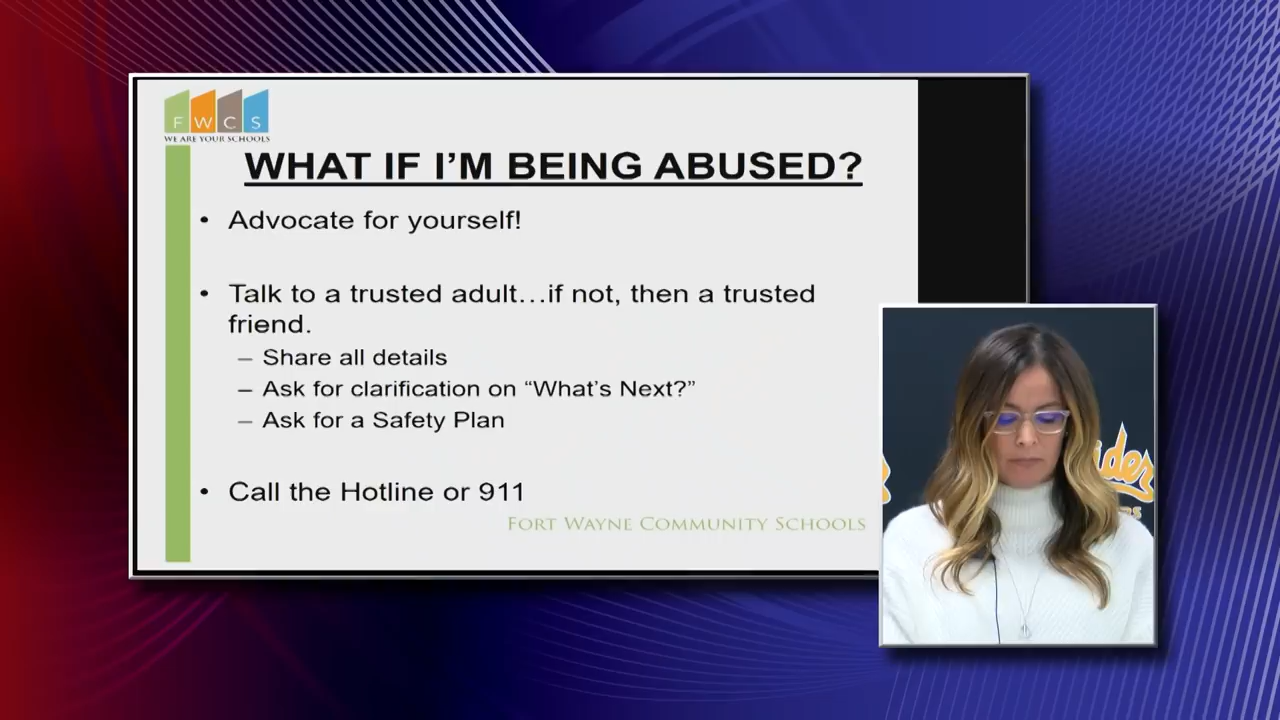 FWCS
WE ARE YOUR SCHOOLS
WHAT IF I’M BEING ABUSED?
• Advocate for yourself!
• Talk to a trusted adult…if not, then a trusted
friend.
– Share all details
– Ask for clarification on “What’s Next?”
– Ask for a Safety Plan
• Call the Hotline or 911
FORT WAYNE COMMUNITY SCHOOLS